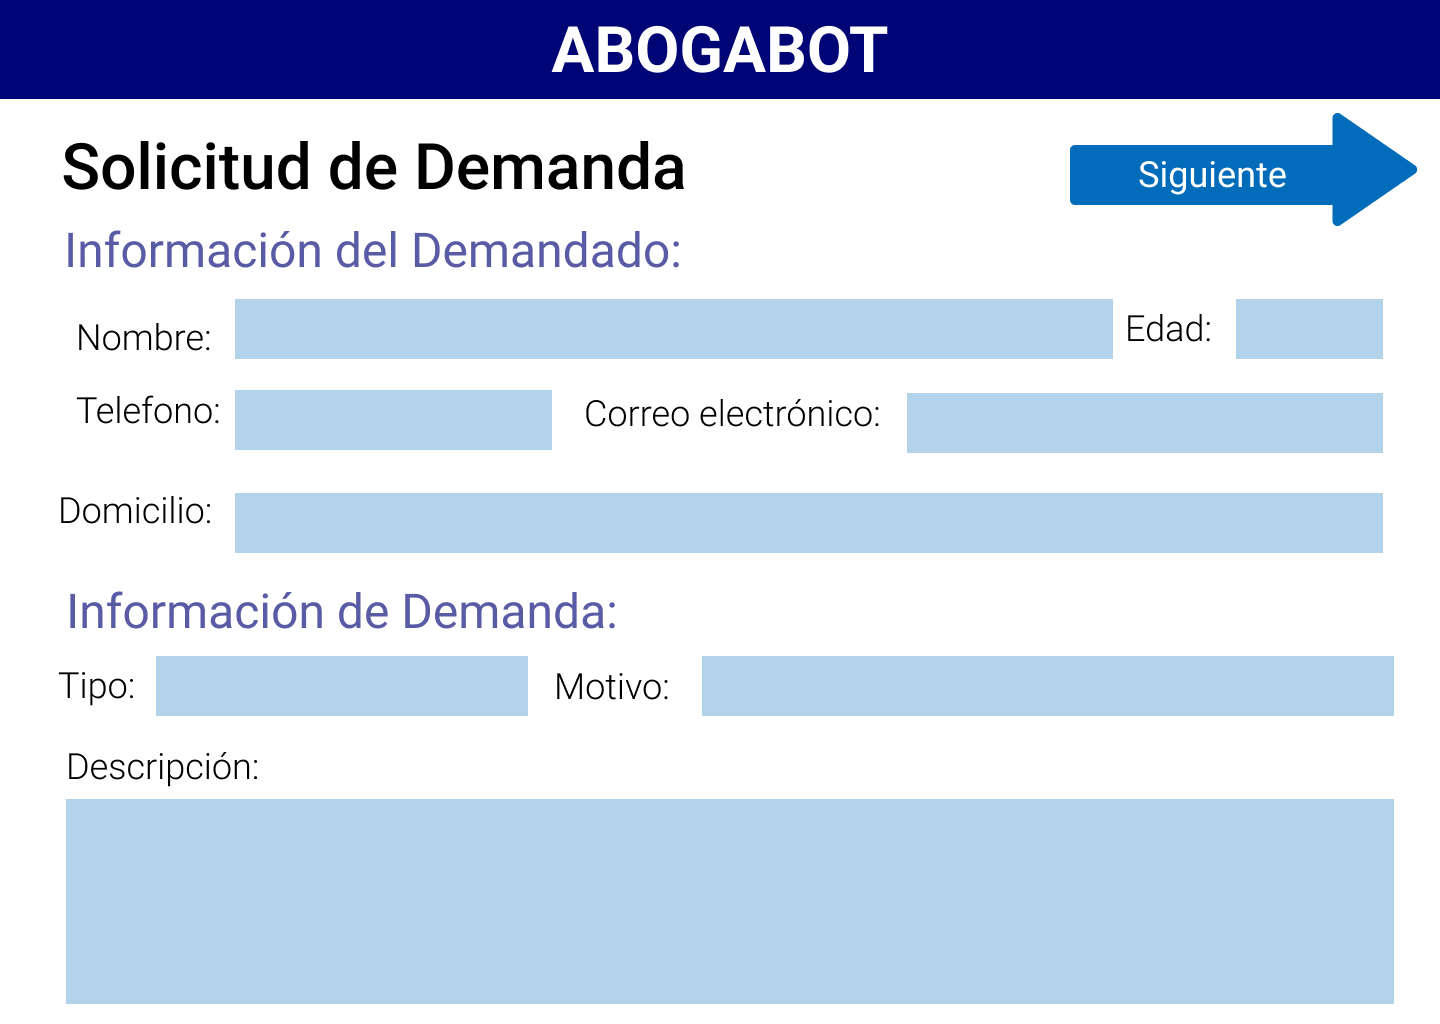 ABOGABOT
Solicitud de Demanda
Siguiente
Información del Demandado:
Nombre:
Edad:
Telefono:
Correo electrónico:
Domicilio:
Información de Demanda:
Tipo:
Motivo:
Descripción: